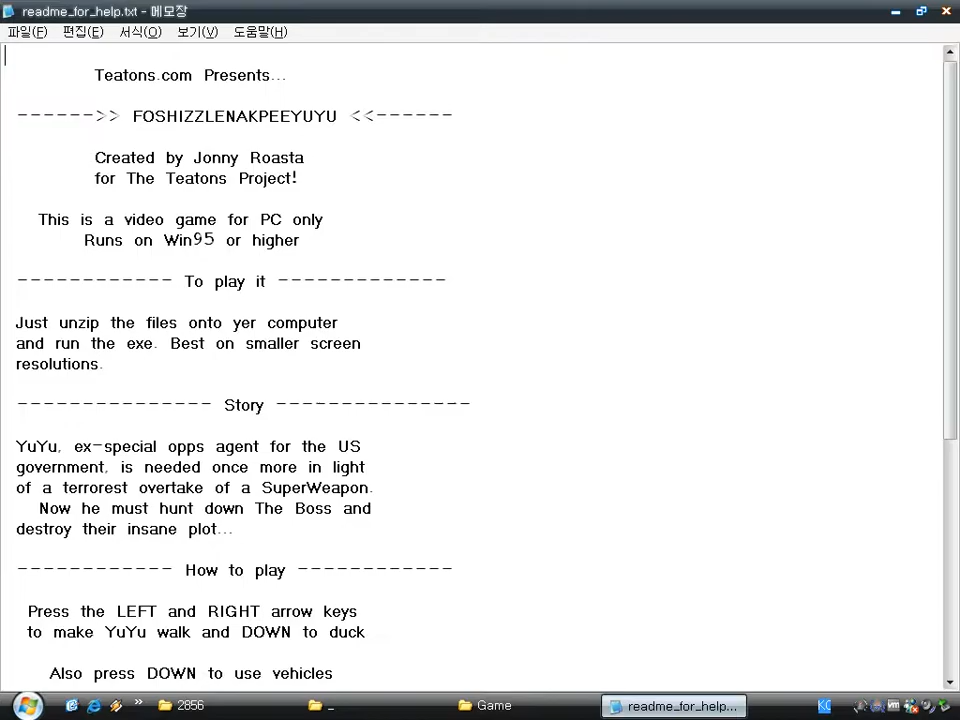 readme_for_help.txt - 메모장
파일(F) 편집(E) 서식(O) 보기(V) 도움말(H)
Teatons.com Presents...
------>> FOSHIZZLENAKPEEYUYU <<------
Created by Jonny Roasta
for The Teatons Project!
This is a video game for PC only
Runs on Win95 or higher
------------ To play it -------------
Just unzip the files onto yer computer
and run the exe. Best on smaller screen
resolutions.
--------------- Story ---------------
YuYu, ex-special opps agent for the US
government, is needed once more in light
of a terrorest overtake of a SuperWeapon.
Now he must hunt down The Boss and
destroy their insane plot...
------------ How to play ------------
Press the LEFT and RIGHT arrow keys
to make YuYu walk and DOWN to duck
Also press DOWN to use vehicles
2856 _ Game readme_for_help... KO